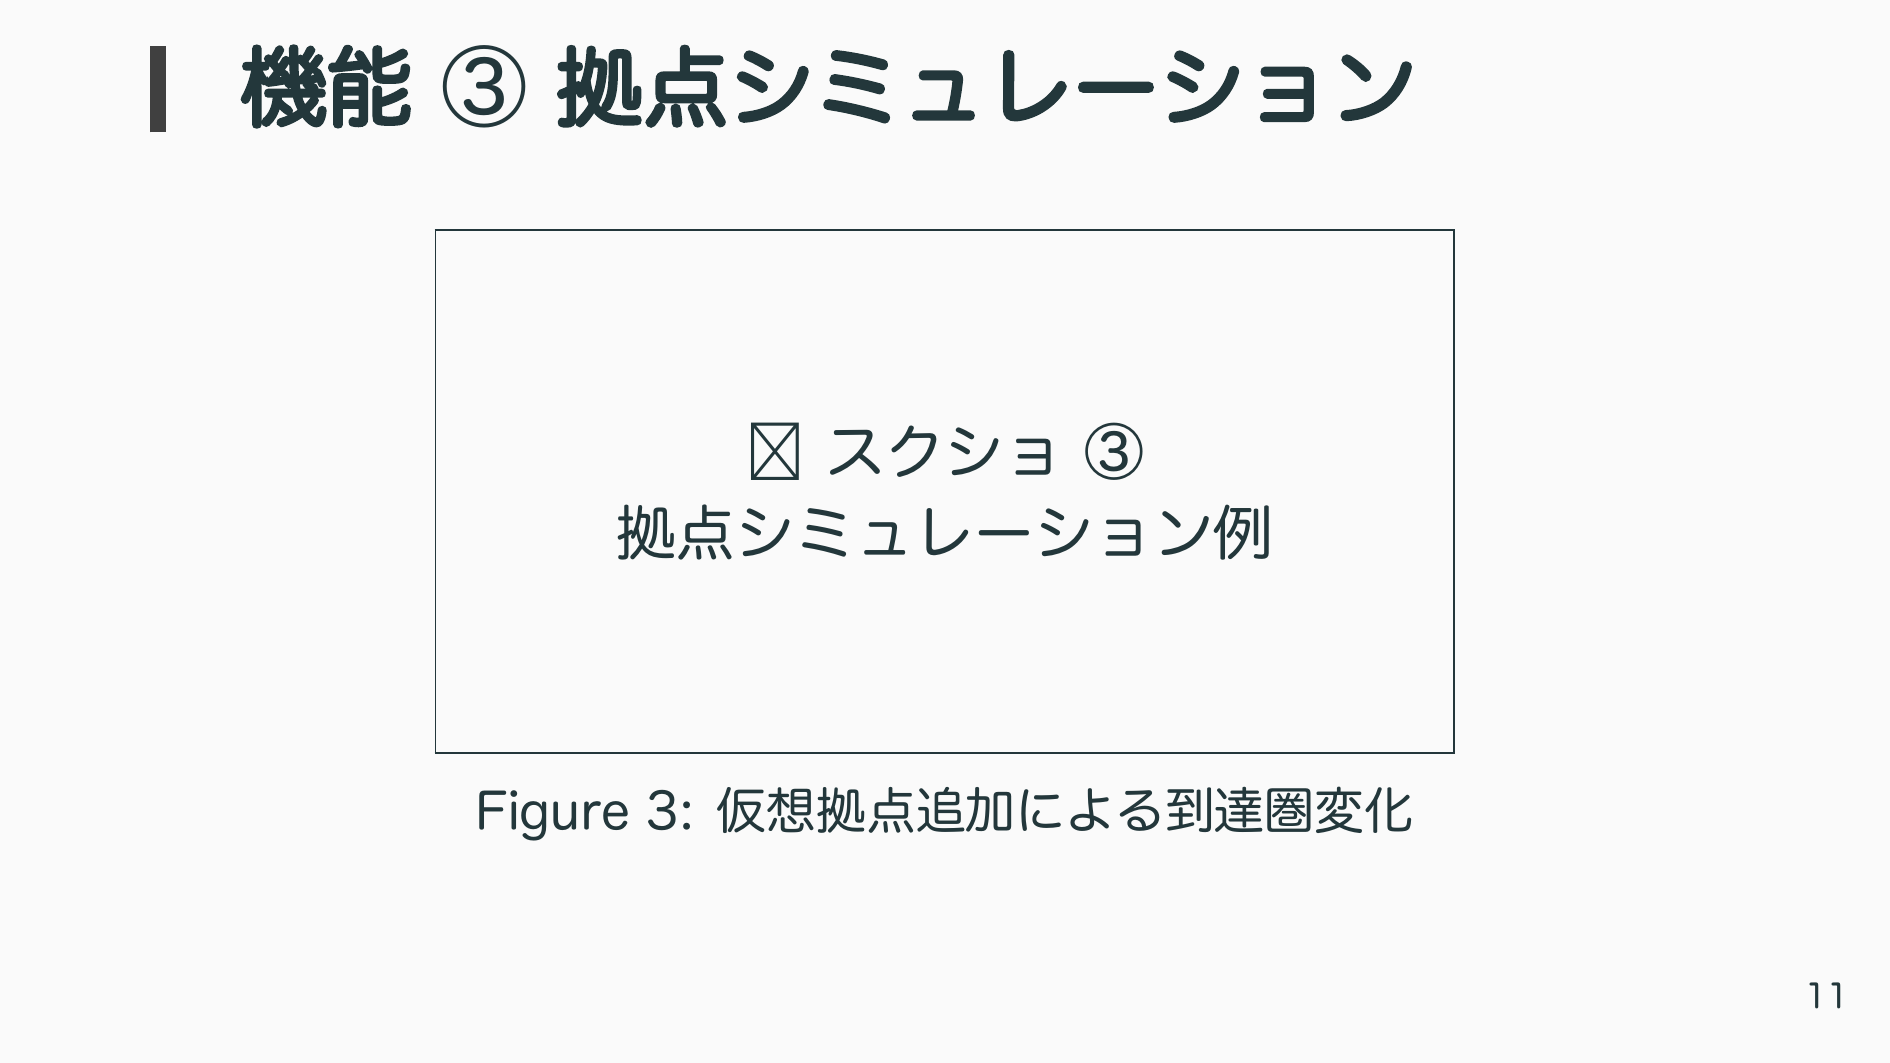 機能 ③ 拠点シミュレーション
スクショ ③
拠点シミュレーション例
Figure 3: 仮想拠点追加による到達圏変化
11